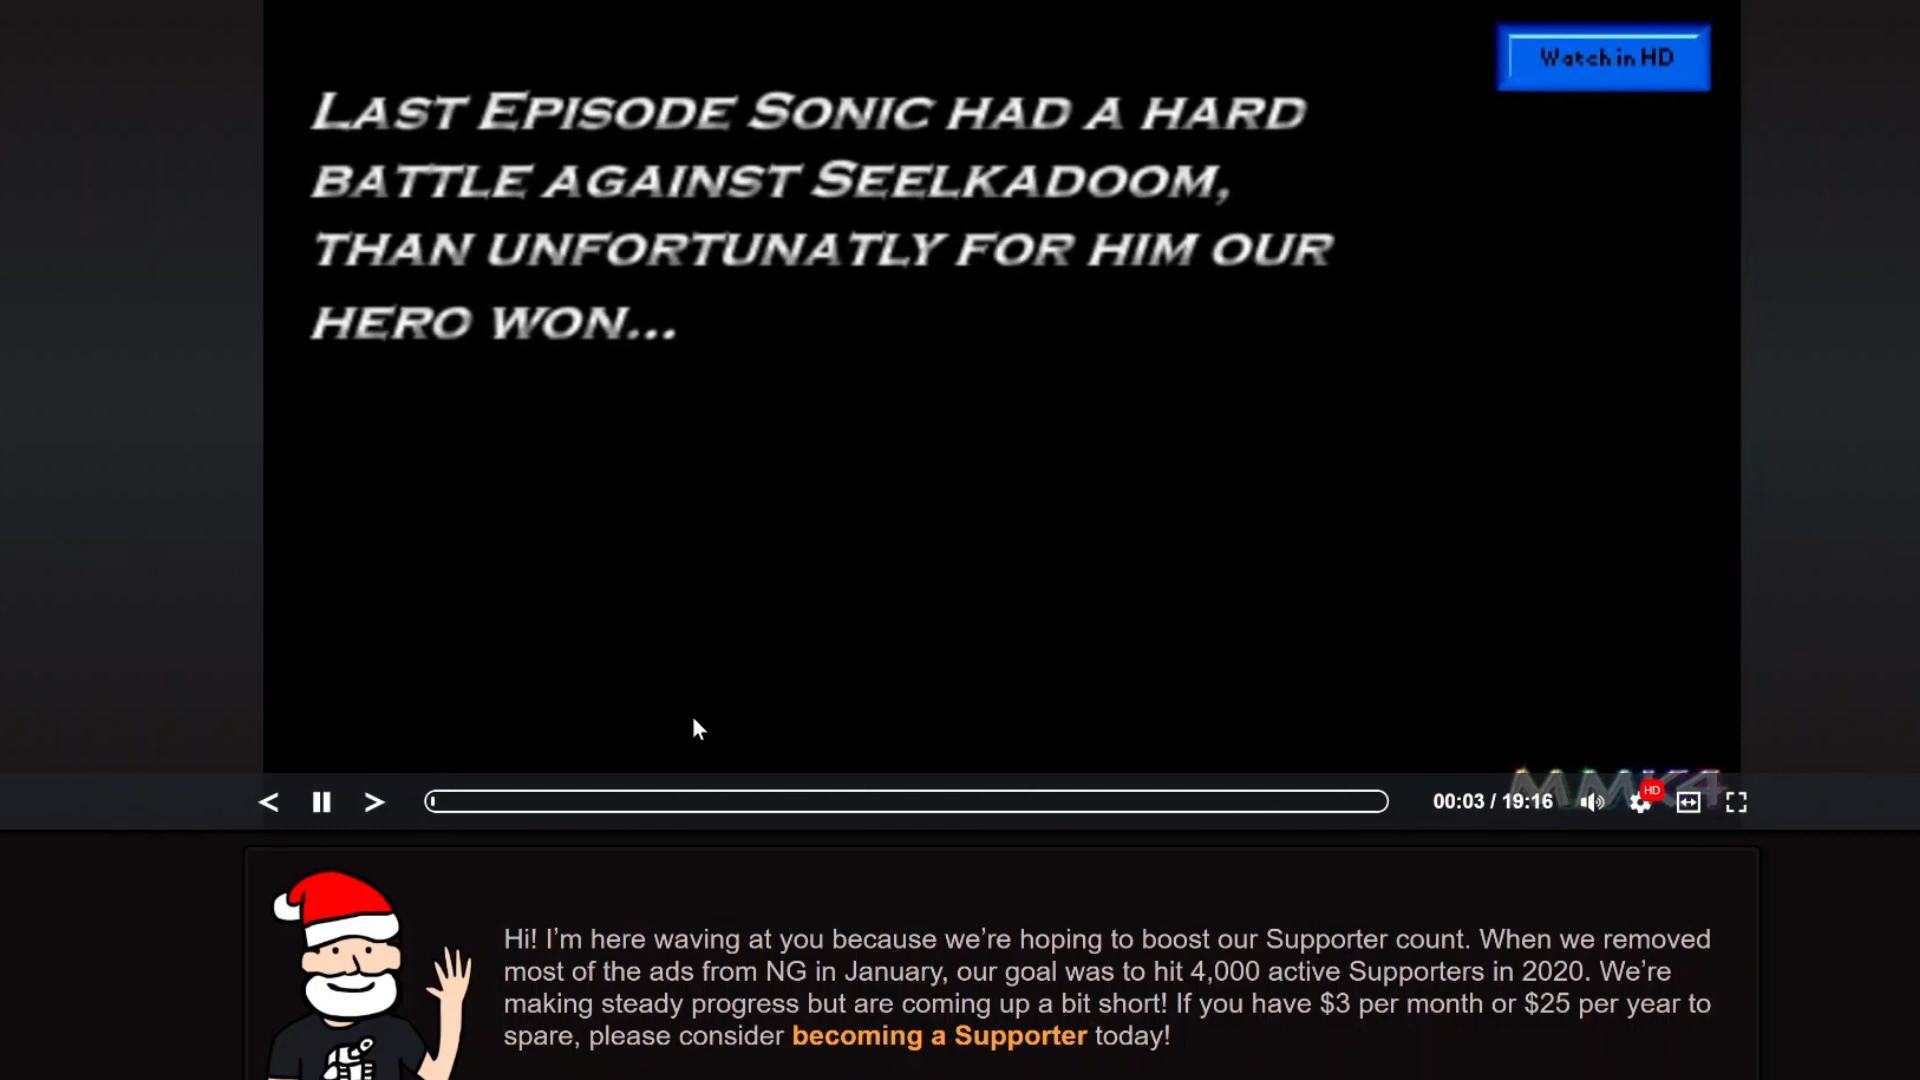 Watch in HD
LAST EPISODE SONIC HAD A HARD
BATTLE AGAINST SEELKADOOM,
THAN UNFORTUNATLY FOR HIM OUR
HERO WON...
MMK4
00:03 / 19:16
HD
Hi! I’m here waving at you because we’re hoping to boost our Supporter count. When we removed
most of the ads from NG in January, our goal was to hit 4,000 active Supporters in 2020. We’re
making steady progress but are coming up a bit short! If you have $3 per month or $25 per year to
spare, please consider becoming a Supporter today!